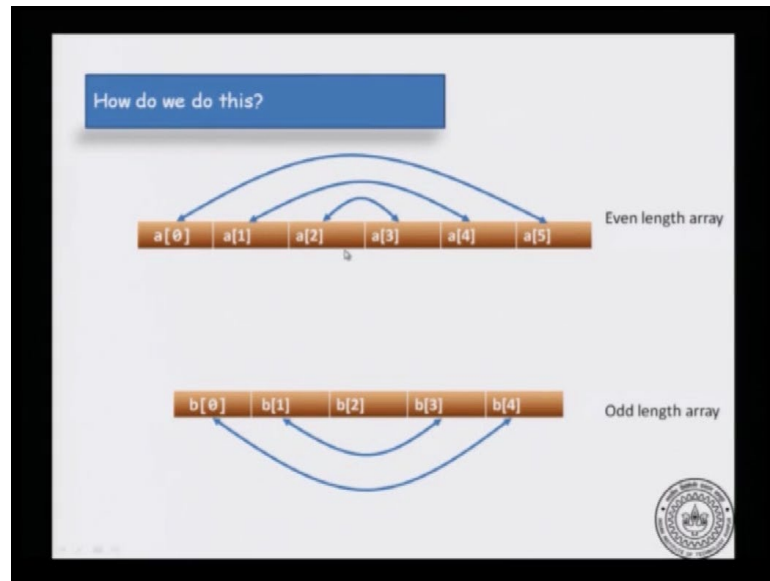 How do we do this?
a[0] a[1] a[2] a[3] a[4] a[5]
Even length array
b[0] b[1] b[2] b[3] b[4]
Odd length array